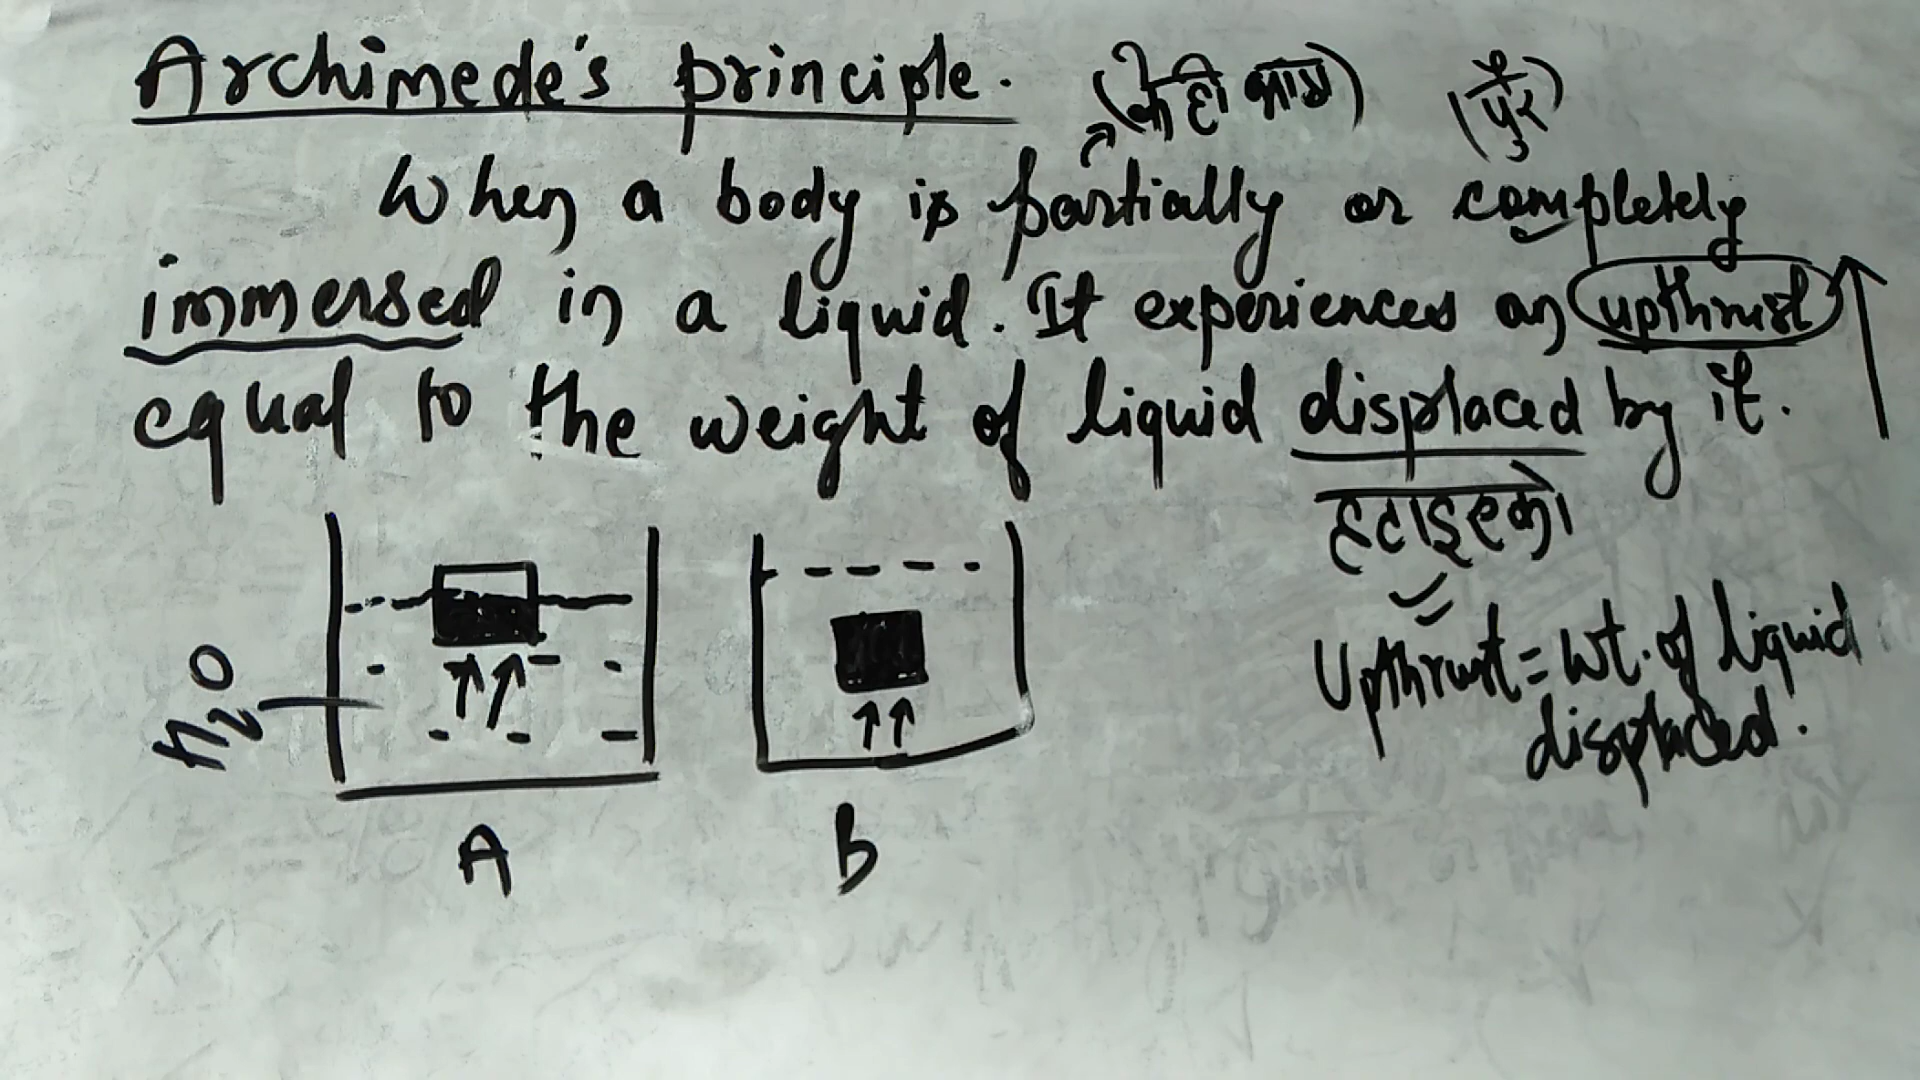 Archimede's principle.
(पुरै)
When a body is partially or completely
immersed in a liquid. It experiences an upthrust
equal to the weight of liquid displaced by it.
हटाइएको
Upthrust = wt. of liquid
displaced.
H₂O
A
B